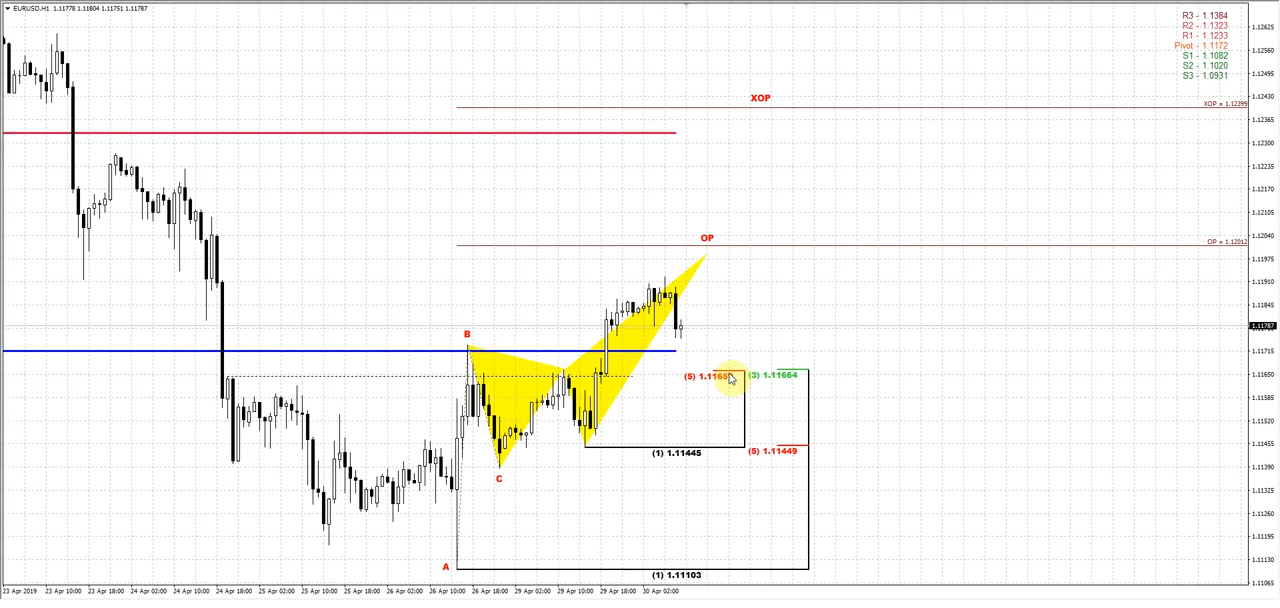 EURUSD,H1 1.11778 1.11804 1.11751 1.11787
R3 - 1.1384
R2 - 1.1323
R1 - 1.1233
Pivot - 1.1172
S1 - 1.1082
S2 - 1.1020
S3 - 1.0931
1.12625
1.12560
1.12495
1.12430
XOP
XOP = 1.12399
1.12365
1.12300
1.12235
1.12170
1.12105
1.12040
OP
OP = 1.12012
1.11975
1.11910
1.11845
1.11787
B
1.11715
1.11650
(5) 1.1165
(3) 1.11664
1.11585
1.11520
1.11455
(1) 1.11445
(5) 1.11449
1.11390
C
1.11325
1.11260
1.11195
1.11130
A
(1) 1.11103
1.11065
23 Apr 2019 23 Apr 10:00 23 Apr 18:00 24 Apr 02:00 24 Apr 10:00 24 Apr 18:00 25 Apr 02:00 25 Apr 10:00 25 Apr 18:00 26 Apr 02:00 26 Apr 10:00 26 Apr 18:00 29 Apr 02:00 29 Apr 10:00 29 Apr 18:00 30 Apr 02:00